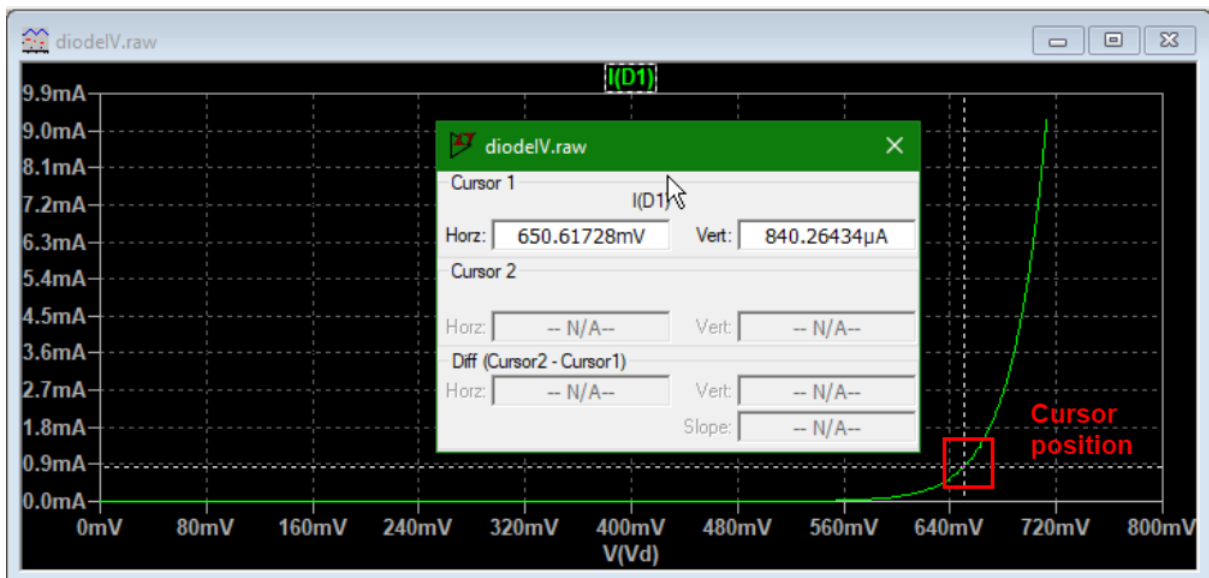 diodeIV.raw
I(D1)
9.9mA
9.0mA
8.1mA
7.2mA
6.3mA
5.4mA
4.5mA
3.6mA
2.7mA
1.8mA
0.9mA
0.0mA
diodeIV.raw
Cursor 1
I(D1)
Horz: 650.61728mV Vert: 840.26434µA
Cursor 2
Horz: -- N/A-- Vert: -- N/A--
Diff (Cursor2 - Cursor1)
Horz: -- N/A-- Vert: -- N/A--
Slope: -- N/A--
Cursor
position
0mV 80mV 160mV 240mV 320mV 400mV 480mV 560mV 640mV 720mV 800mV
V(Vd)